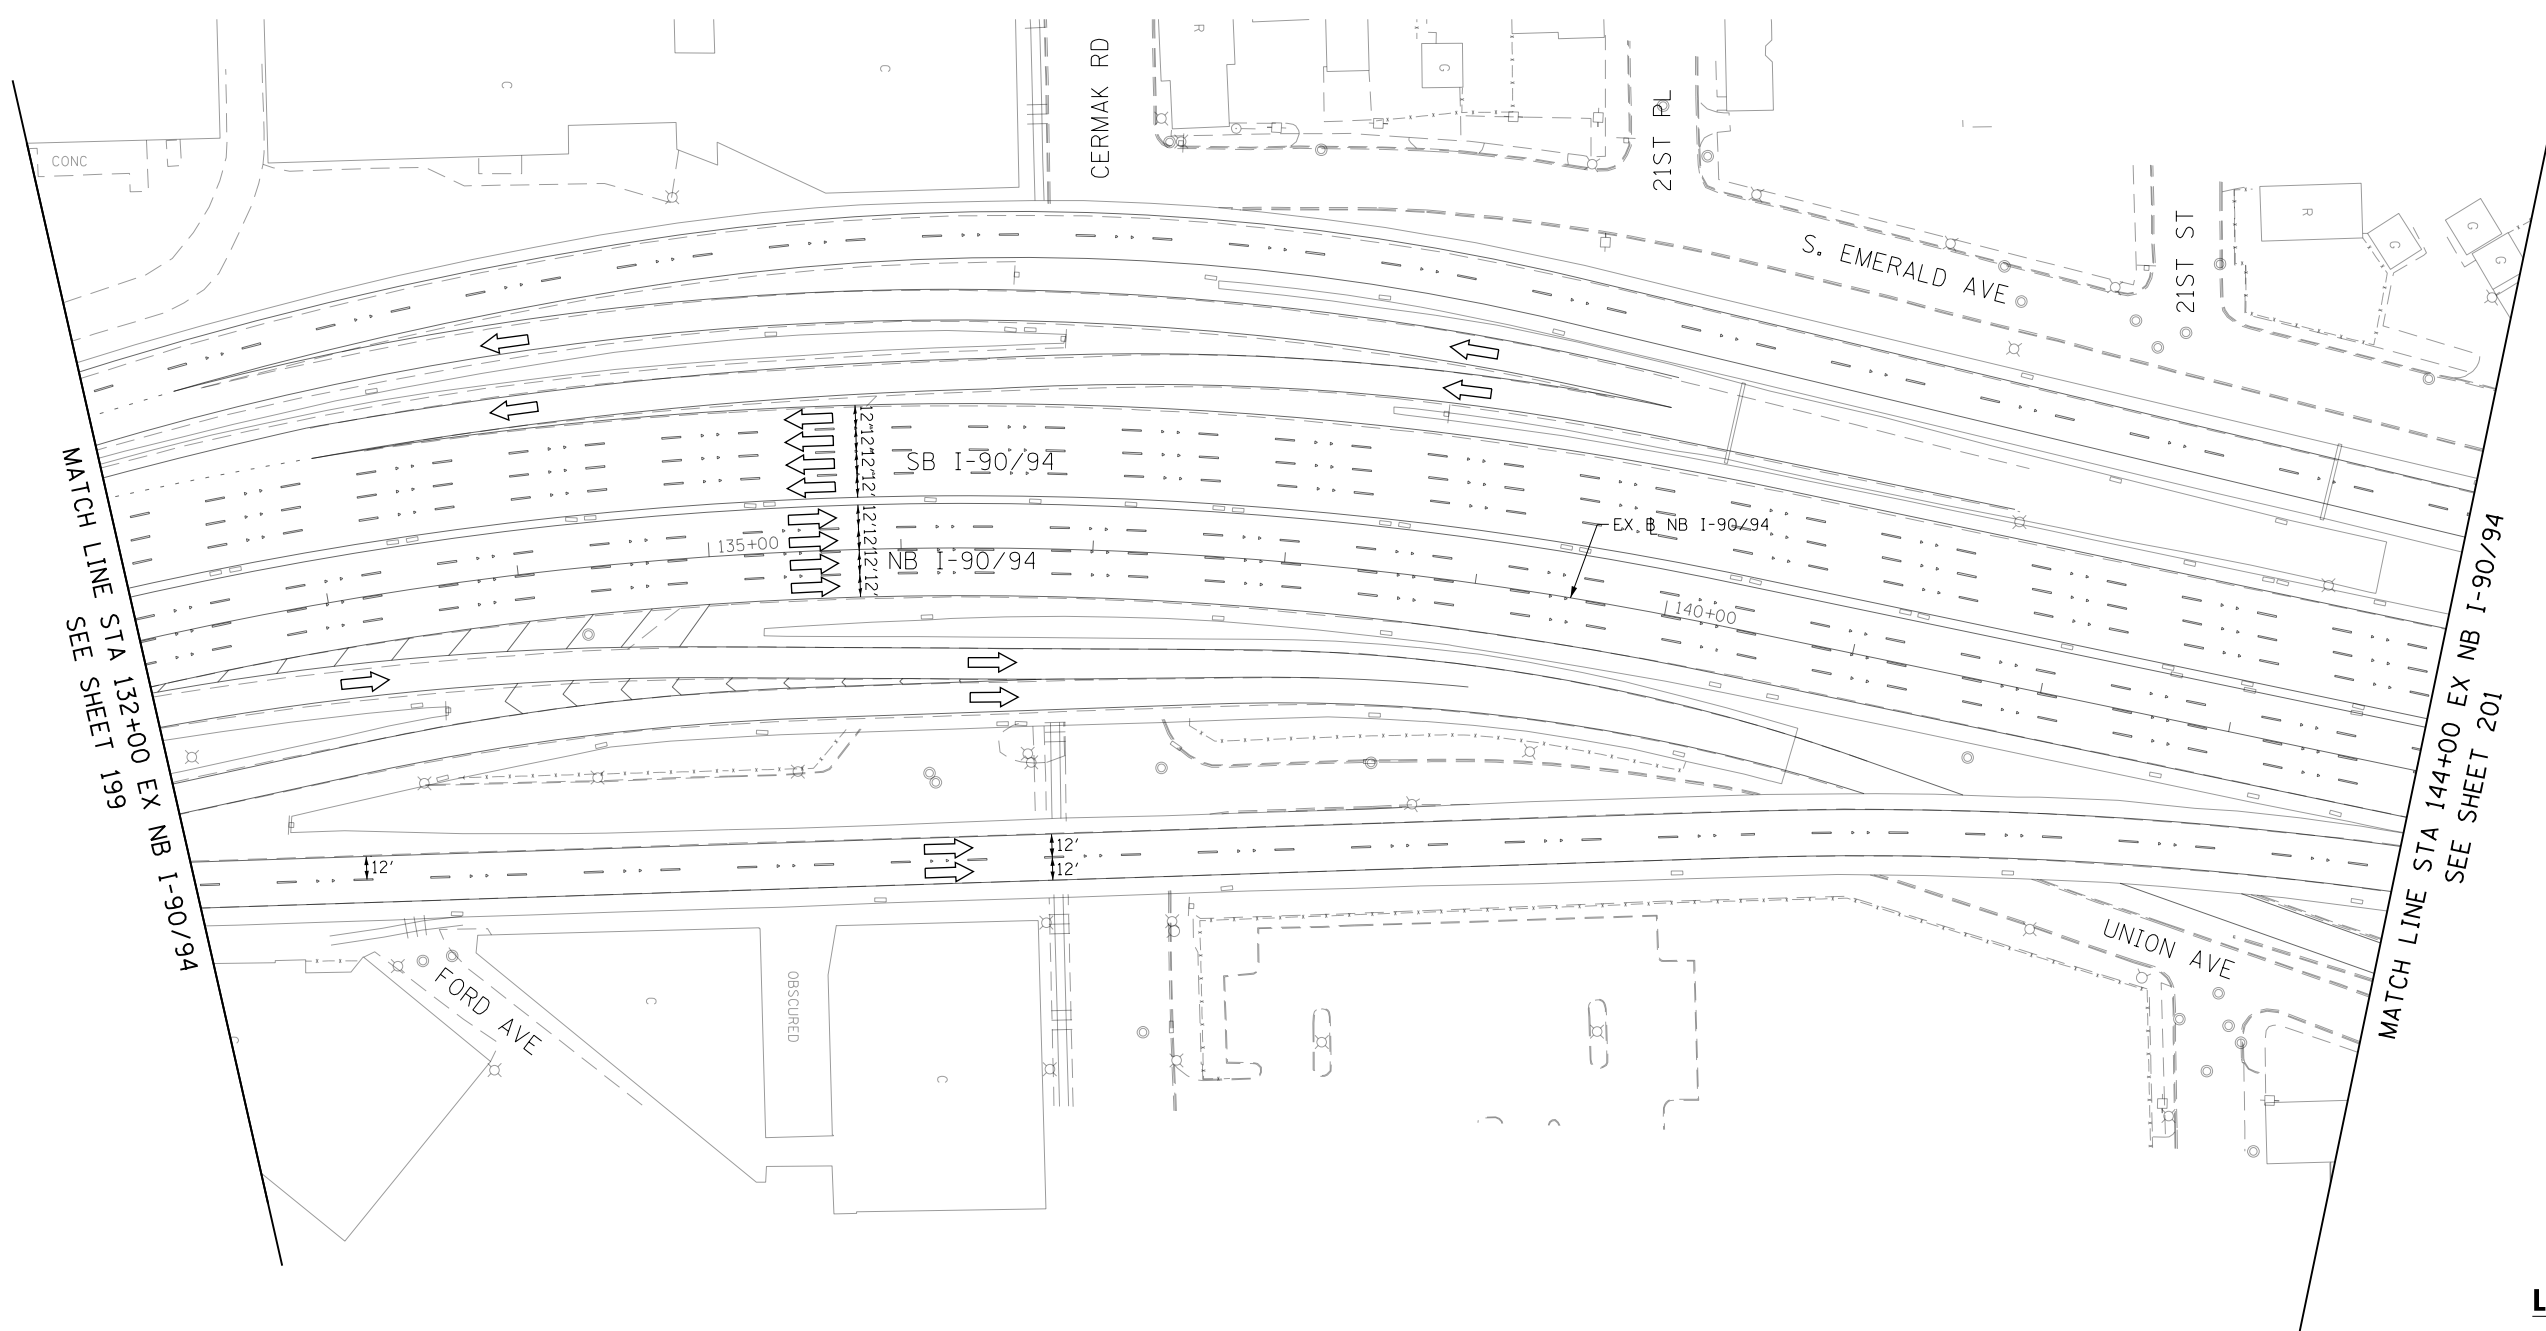 CONC
C
C
CERMAK RD
R
G
21ST PL
S. EMERALD AVE
21ST ST
R
G
G
G
12'
12'
12'
12'
SB I-90/94
12'
12'
12'
12'
135+00
NB I-90/94
EX. B NB I-90/94
140+00
MATCH LINE STA 132+00 EX NB I-90/94
SEE SHEET 199
MATCH LINE STA 144+00 EX NB I-90/94
SEE SHEET 201
12'
12'
12'
FORD AVE
UNION AVE
OBSCURED
C
C
C
L